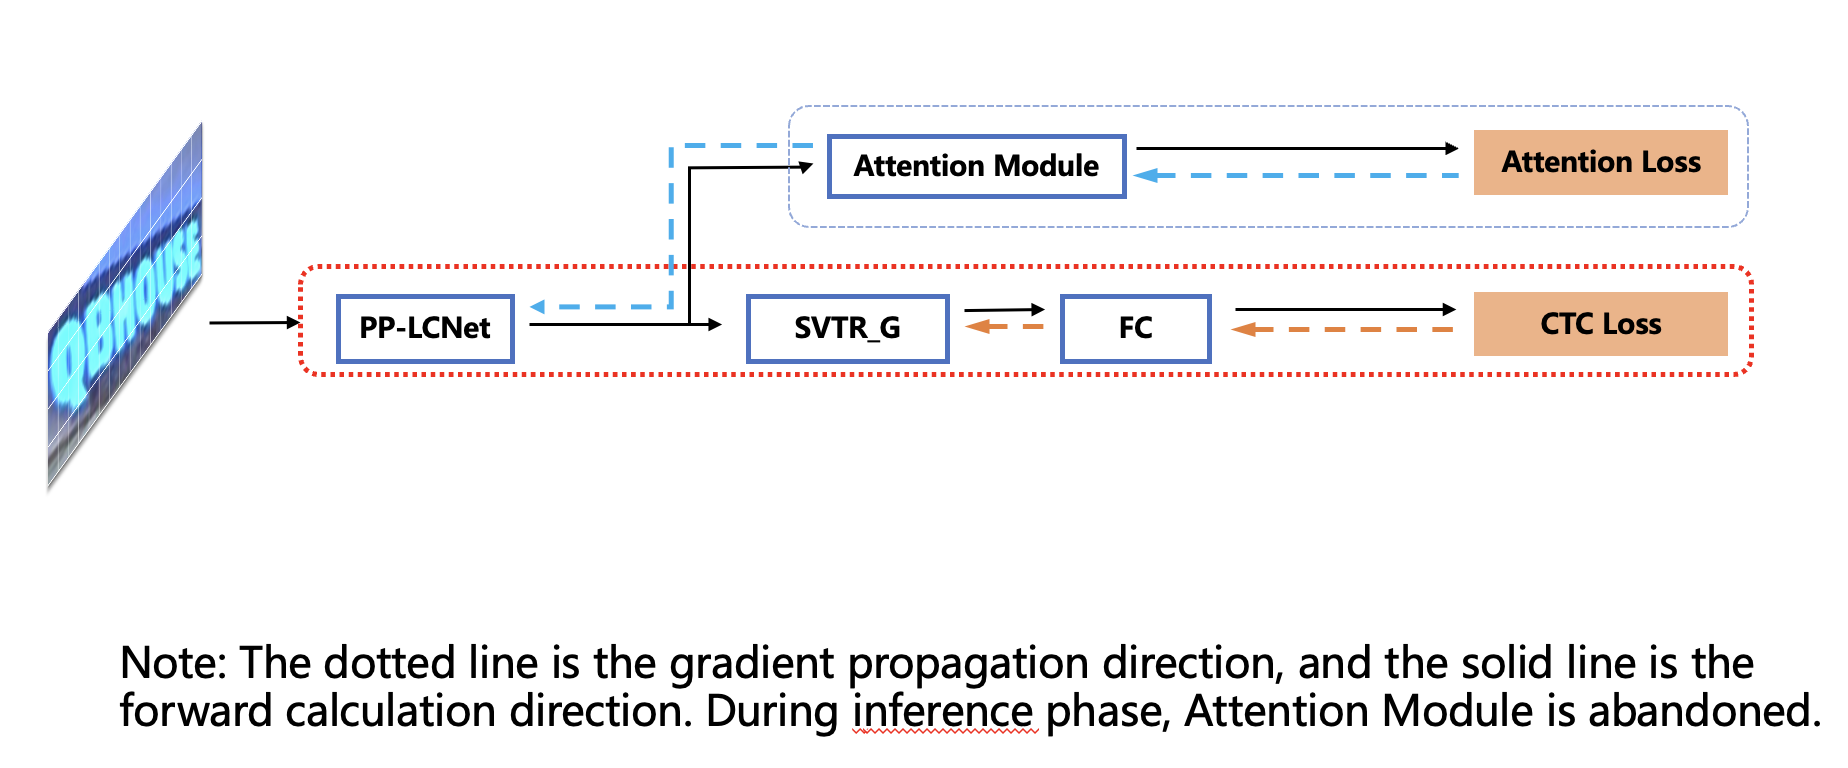 QBHOUSE
Attention Module
Attention Loss
PP-LCNet
SVTR_G
FC
CTC Loss
Note: The dotted line is the gradient propagation direction, and the solid line is the
forward calculation direction. During inference phase, Attention Module is abandoned.